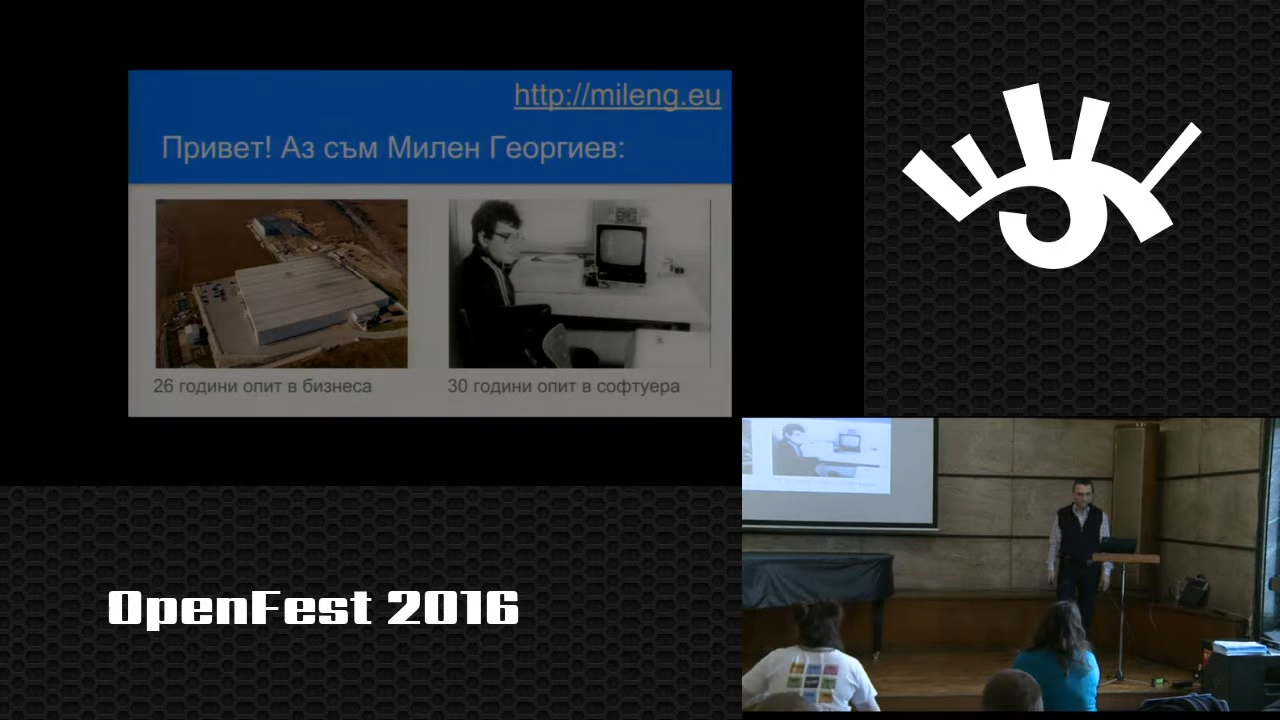 http://mileng.eu
Привет! Аз съм Милен Георгиев:
26 години опит в бизнеса
30 години опит в софтуера
OpenFest 2016